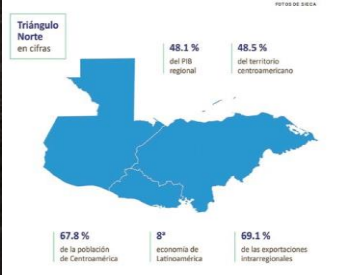 FOTOS DE SIECA
Triángulo
Norte
en cifras
48.1 %
del PIB
regional
48.5 %
del territorio
centroamericano
67.8 %
de la población
de Centroamérica
8ª
economía de
Latinoamérica
69.1 %
de las exportaciones
intrarregionales